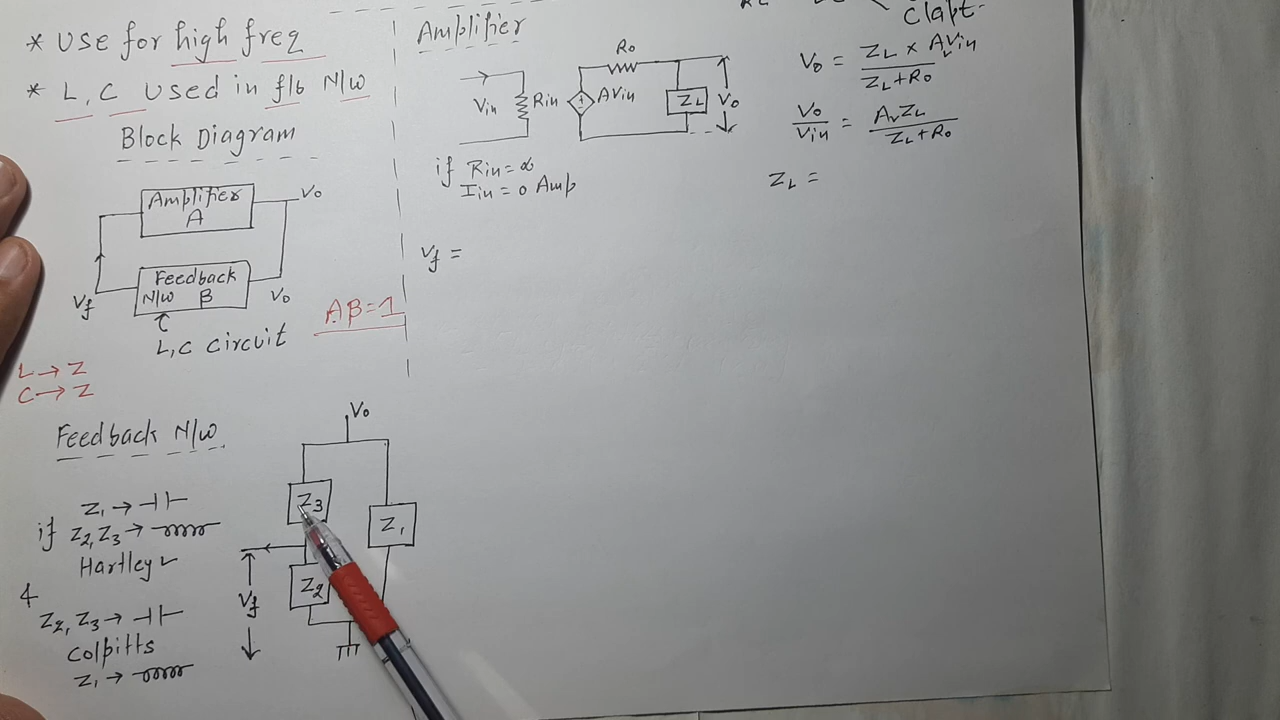 * Use for high freq
* L, C Used in f/b N/w
Block Diagram
Amplifier
A
Vo
Feedback
N/w β
Vf
Vo
L,C circuit
Aβ=1
L→Z
C→Z
Feedback N/w
Z1→
if Z2,Z3→
Hartley
&
Z2, Z3→
Colpitts
Z1→
Vo
Z3
Z1
Z2
Vf
Amplifier
Vin
Rin
AVin
Ro
ZL
Vo
if Rin=∞
Iin=0 Amp
Vf =
Clapt.
Vo = ZL × AvVin
ZL+Ro
Vo = AvZL
Vin ZL+Ro
ZL =